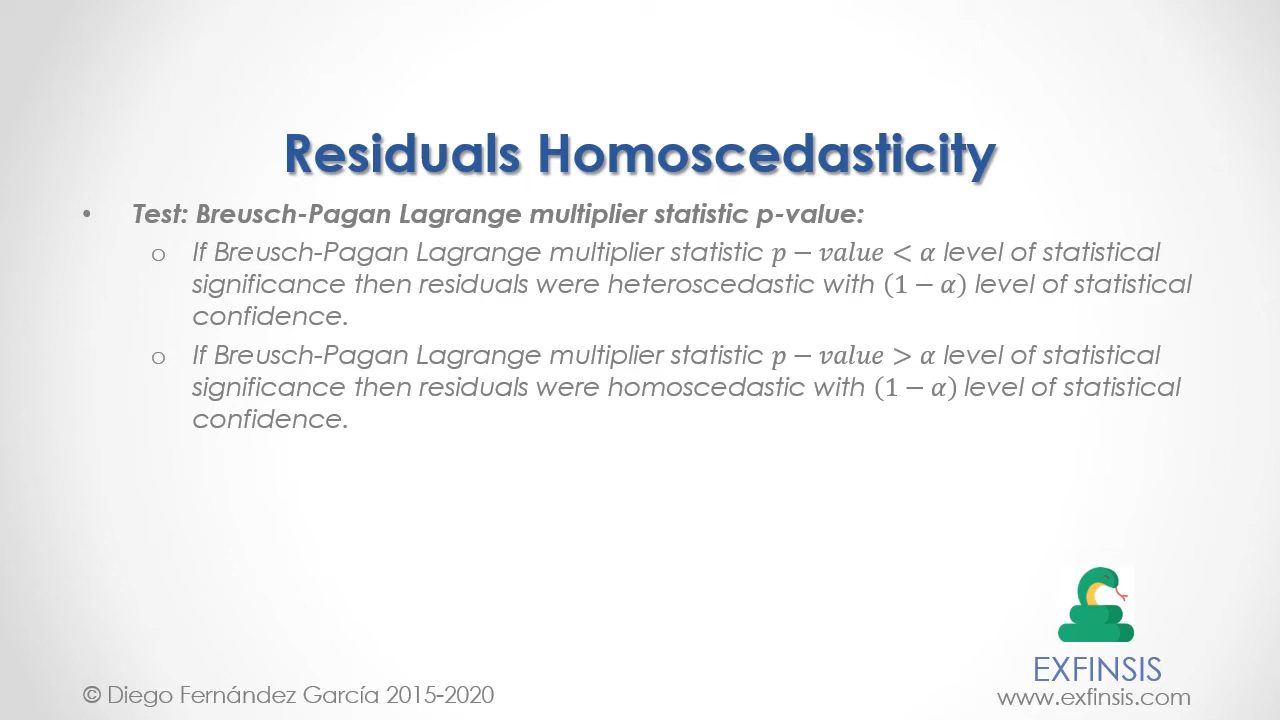 Residuals Homoscedasticity
• Test: Breusch-Pagan Lagrange multiplier statistic p-value:
o If Breusch-Pagan Lagrange multiplier statistic p − value < α level of statistical
significance then residuals were heteroscedastic with (1 − α) level of statistical
confidence.
o If Breusch-Pagan Lagrange multiplier statistic p − value > α level of statistical
significance then residuals were homoscedastic with (1 − α) level of statistical
confidence.
EXFINSIS
© Diego Fernández García 2015-2020
www.exfinsis.com